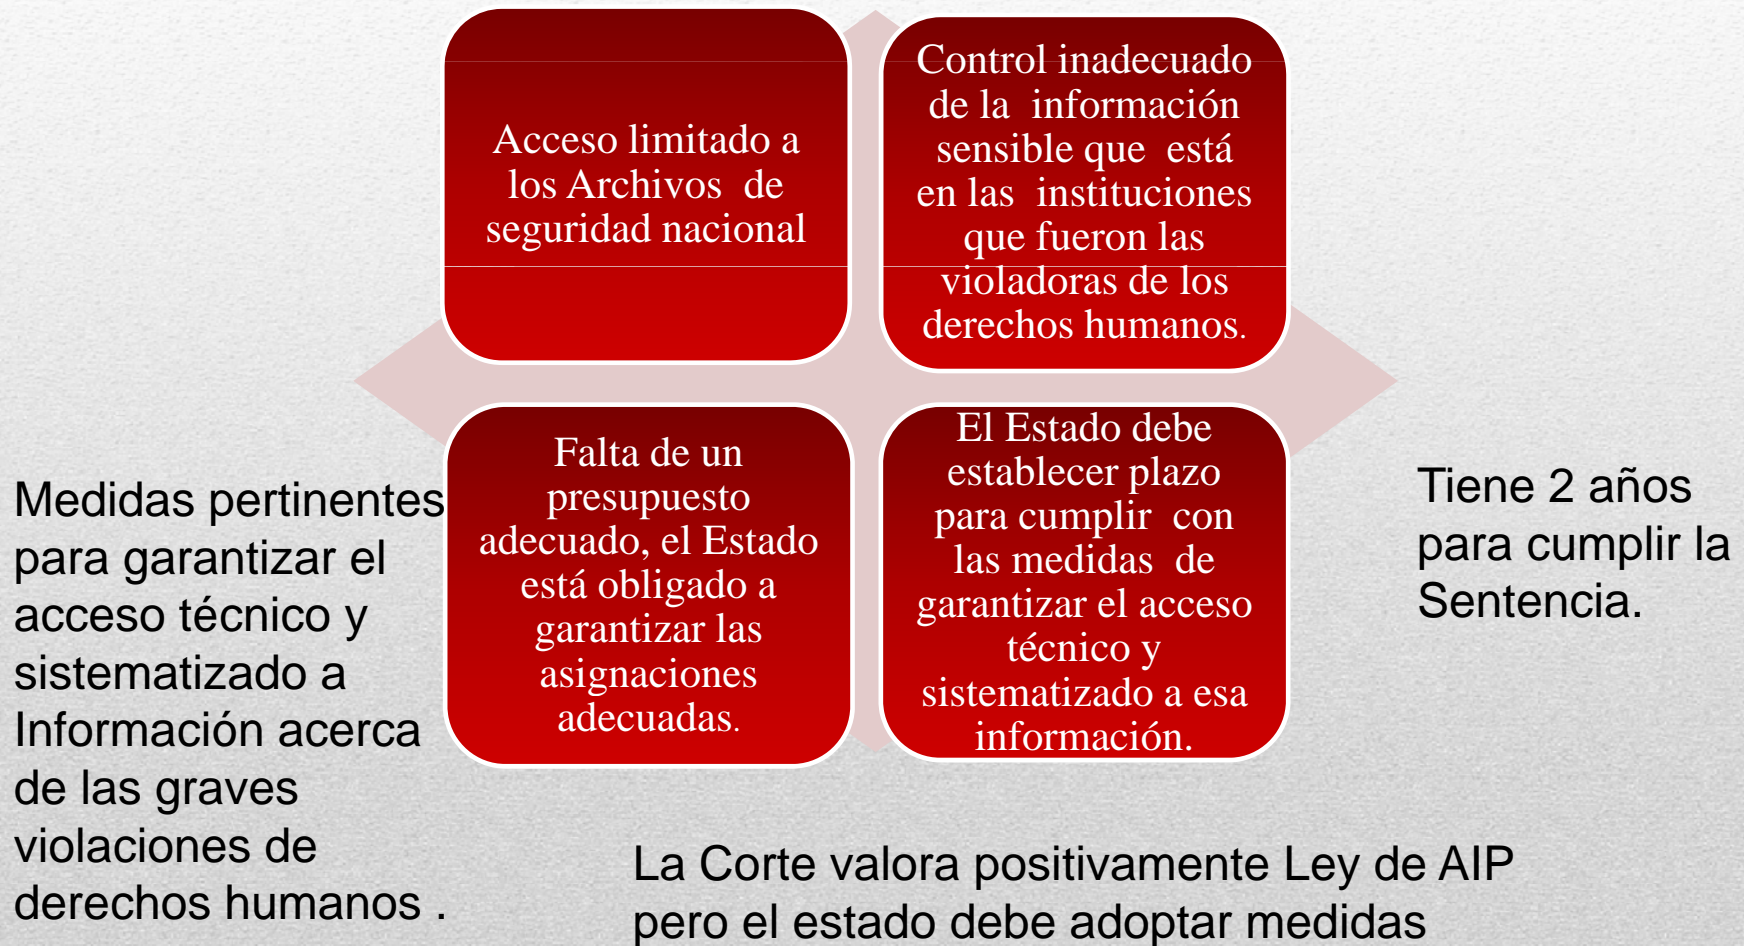 Acceso limitado a
los Archivos de
seguridad nacional
Control inadecuado
de la información
sensible que está
en las instituciones
que fueron las
violadoras de los
derechos humanos.
Falta de un
presupuesto
adecuado, el Estado
está obligado a
garantizar las
asignaciones
adecuadas.
El Estado debe
establecer plazo
para cumplir con
las medidas de
garantizar el acceso
técnico y
sistematizado a esa
información.
Medidas pertinentes
para garantizar el
acceso técnico y
sistematizado a
Información acerca
de las graves
violaciones de
derechos humanos .
Tiene 2 años
para cumplir la
Sentencia.
La Corte valora positivamente Ley de AIP
pero el estado debe adoptar medidas